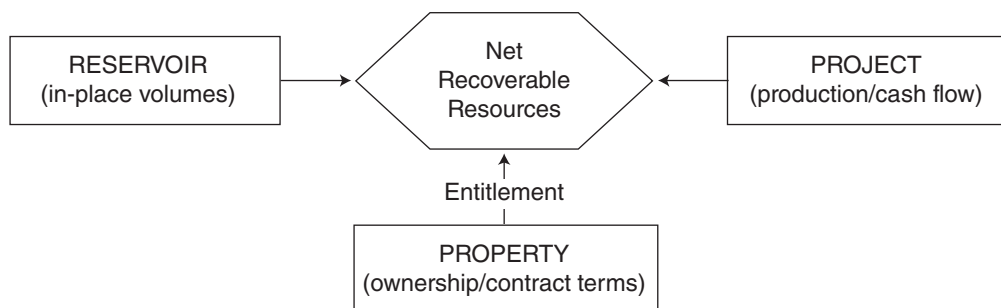 RESERVOIR
(in-place volumes)
Net
Recoverable
Resources
PROJECT
(production/cash flow)
Entitlement
PROPERTY
(ownership/contract terms)